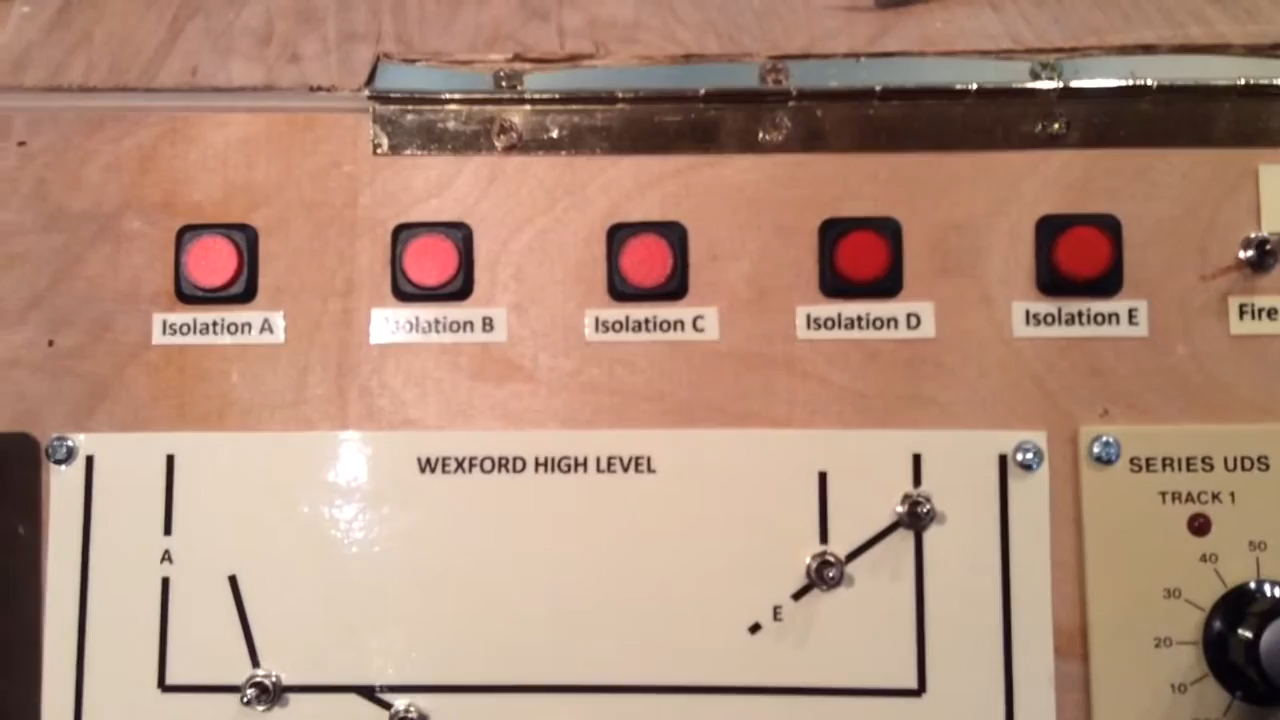 Isolation A
Isolation B
Isolation C
Isolation D
Isolation E
Fire
WEXFORD HIGH LEVEL
A
E
SERIES UDS
TRACK 1
50
40
30
20
10